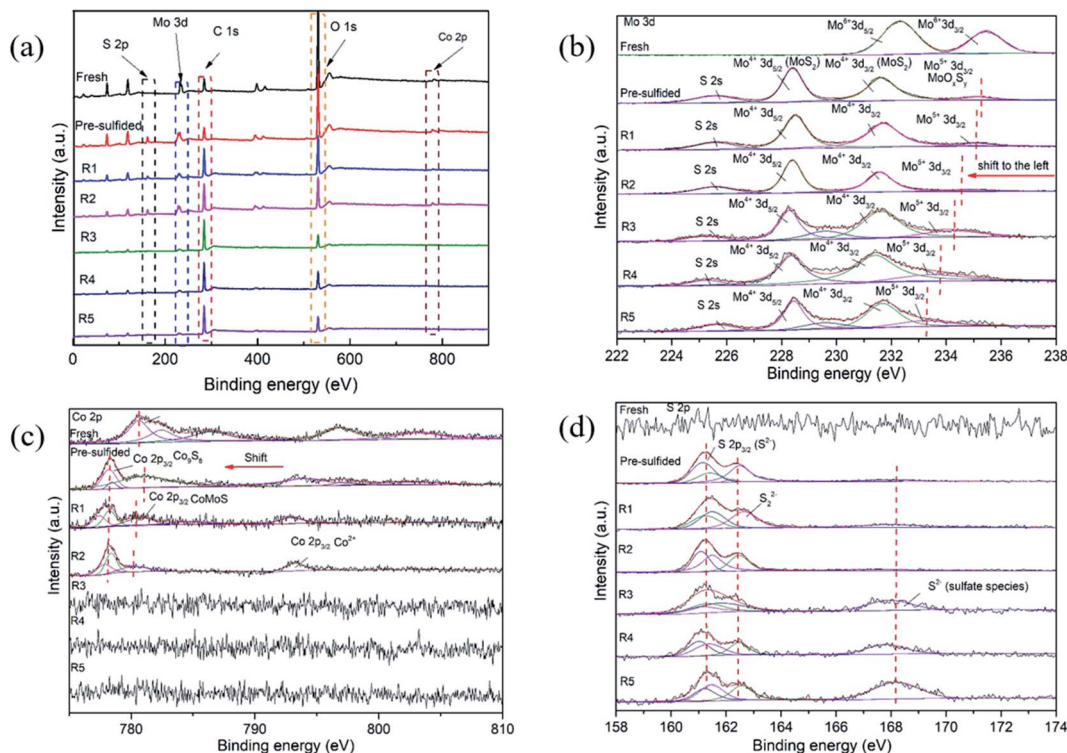 (a)
S 2p
Mo 3d
C 1s
O 1s
Co 2p
Fresh
Pre-sulfided
R1
R2
R3
R4
R5
Intensity (a.u.)
0 200 400 600 800
Binding energy (eV)
(b)
Mo 3d
Fresh
Mo⁶⁺3d₅/₂ Mo⁶⁺3d₃/₂
Mo⁴⁺ 3d₅/₂ (MoS₂) Mo⁴⁺ 3d₃/₂ (MoS₂) Mo⁵⁺ 3d₃/₂
MoOₓSᵧ
Pre-sulfided
S 2s
R1
S 2s
Mo⁴⁺ 3d₅/₂ Mo⁴⁺ 3d₃/₂ Mo⁵⁺ 3d₃/₂
R2
S 2s
Mo⁴⁺ 3d₅/₂ Mo⁴⁺ 3d₃/₂ Mo⁵⁺ 3d₃/₂
shift to the left
R3
S 2s
Mo⁴⁺ 3d₅/₂ Mo⁴⁺ 3d₃/₂ Mo⁵⁺ 3d₃/₂
R4
S 2s
Mo⁴⁺ 3d₅/₂ Mo⁴⁺ 3d₃/₂ Mo⁵⁺ 3d₃/₂
R5
S 2s
Mo⁴⁺ 3d₅/₂ Mo⁴⁺ 3d₃/₂ Mo⁵⁺ 3d₃/₂
Intensity (a.u.)
222 224 226 228 230 232 234 236 238
Binding energy (eV)
(c)
Co 2p
Fresh
Pre-sulfided
Co 2p₃/₂ Co₉S₈
Shift
R1
Co 2p₃/₂ CoMoS
R2
Co 2p₃/₂ Co²⁺
R3
R4
R5
Intensity (a.u.)
780 790 800 810
Binding energy (eV)
(d)
Fresh
S 2p
Pre-sulfided
S 2p₃/₂ (S²⁻)
R1
S₂²⁻
R2
R3
S²⁻ (sulfate species)
R4
R5
Intensity (a.u.)
158 160 162 164 166 168 170 172 174
Binding energy (eV)